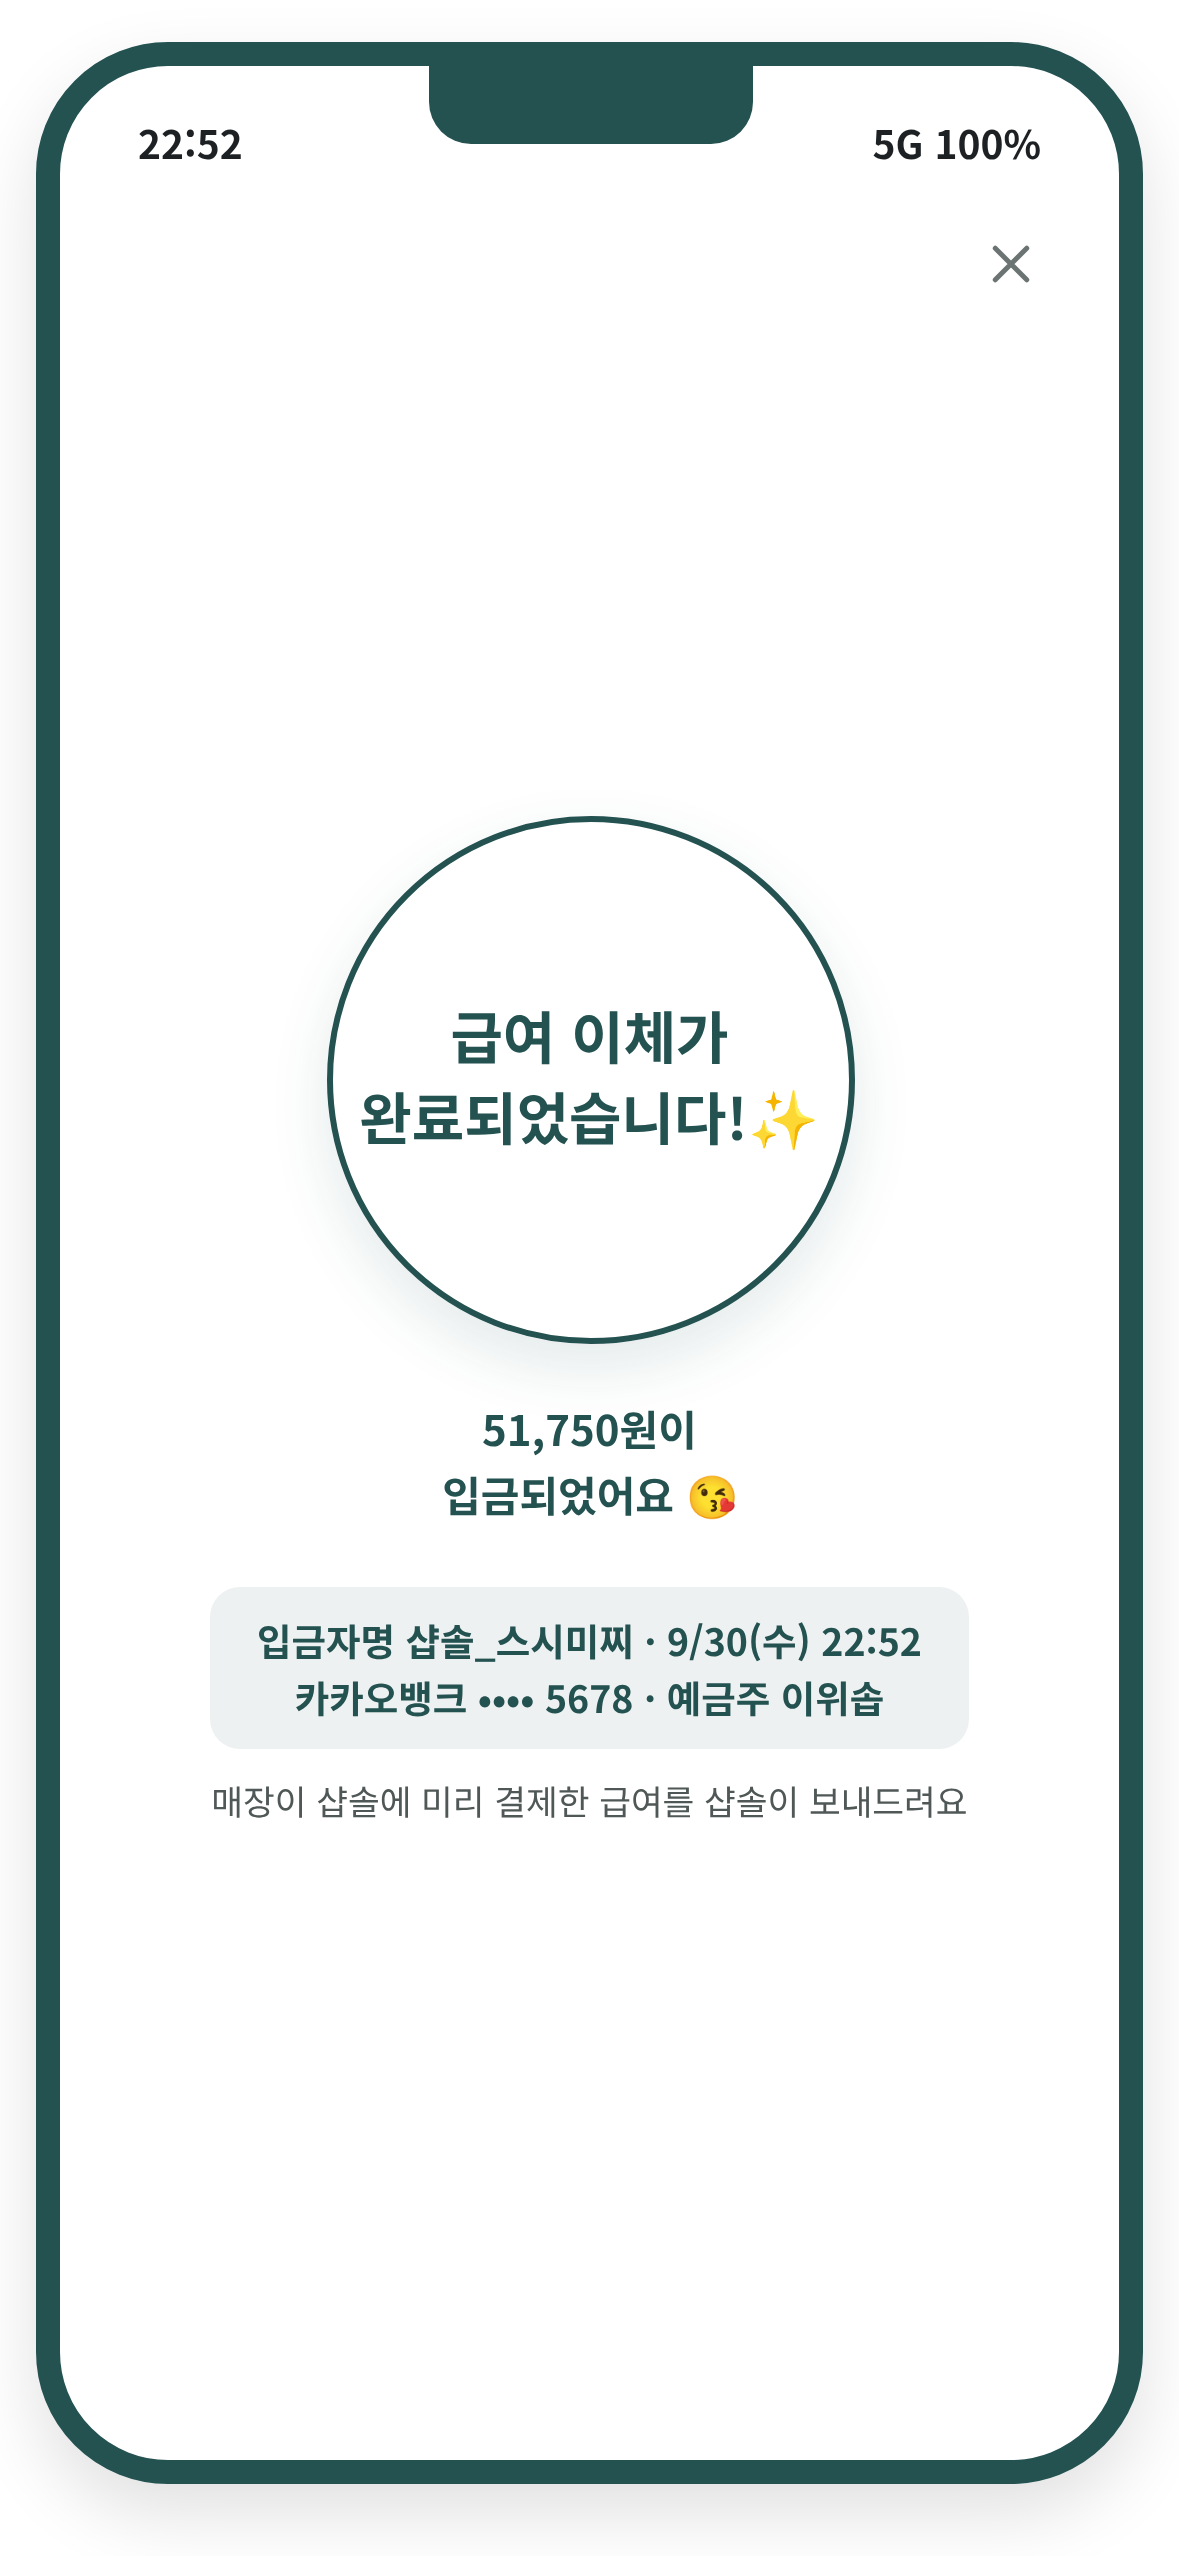 22:52
5G 100%
급여 이체가
완료되었습니다!✨
51,750원이
입금되었어요 😘
입금자명 샵솔_스시미찌 · 9/30(수) 22:52
카카오뱅크 •••• 5678 · 예금주 이위솝
매장이 샵솔에 미리 결제한 급여를 샵솔이 보내드려요